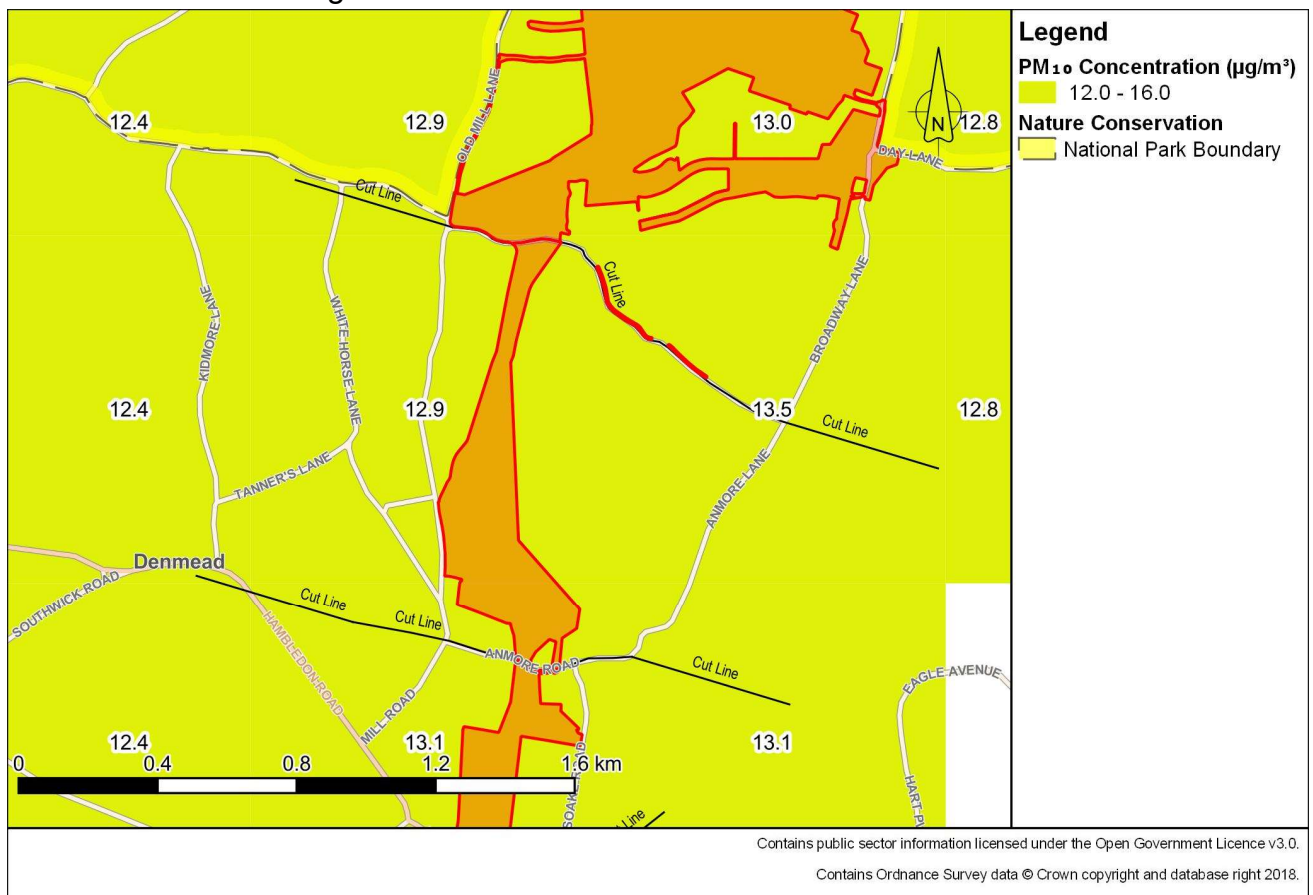 12.4
12.9
13.0
12.8
OLD MILL LANE
DAY LANE
N
Cut Line
KIDMORE LANE
WHITE HORSE LANE
Cut Line
BROADWAY LANE
12.4
12.9
13.5
12.8
Cut Line
TANNER'S LANE
ANMORE LANE
Denmead
SOUTHWICK ROAD
Cut Line
Cut Line
HAMBLEDON ROAD
ANMORE ROAD
Cut Line
EAGLE AVENUE
MILL ROAD
12.4
13.1
13.1
0 0.4 0.8 1.2 1.6 km
HART PL
Legend
PM₁₀ Concentration (µg/m³)
12.0 - 16.0
Nature Conservation
National Park Boundary
Contains public sector information licensed under the Open Government Licence v3.0.
Contains Ordnance Survey data © Crown copyright and database right 2018.